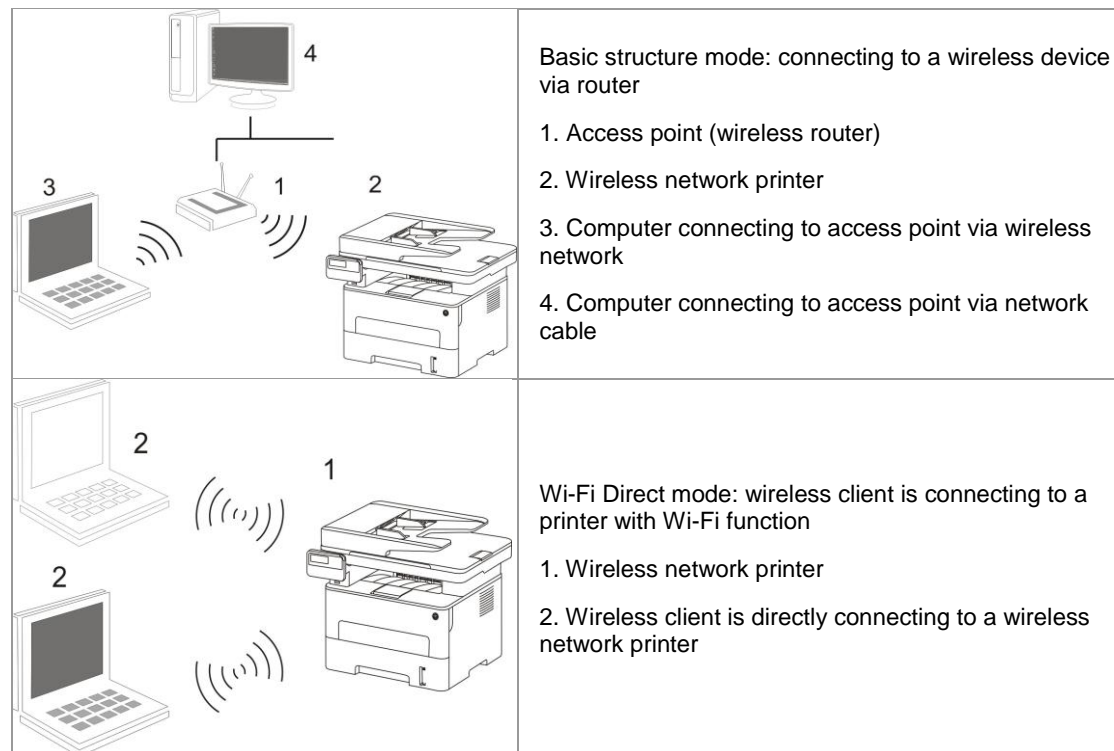 4
3
1
2
Basic structure mode: connecting to a wireless device
via router
1. Access point (wireless router)
2. Wireless network printer
3. Computer connecting to access point via wireless
network
4. Computer connecting to access point via network
cable
2
1
2
Wi-Fi Direct mode: wireless client is connecting to a
printer with Wi-Fi function
1. Wireless network printer
2. Wireless client is directly connecting to a wireless
network printer